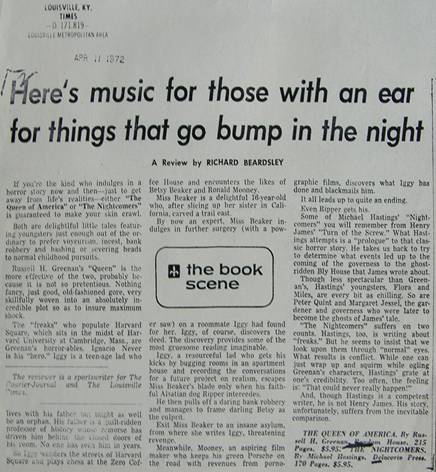 LOUISVILLE, KY.
TIMES
- D. 171,819 -
LOUISVILLE METROPOLITAN AREA
APR 11 1972
Here's music for those with an ear
for things that go bump in the night
A Review by RICHARD BEARDSLEY
If you're the kind who indulges in a
horror story now and then—just to get
away from life's realities—either "The
Queen of America" or "The Nightcomers"
is guaranteed to make your skin crawl.
Both are delightful little tales featur-
ing youngsters just enough out of the or-
dinary to prefer voyeurism, incest, bank
robbery and bashing or severing heads
to normal childhood pursuits.
Russell H. Greenan's "Queen" is the
more effective of the two, probably be-
cause it is not so pretentious. Nothing
fancy, just good, old-fashioned gore, very
skillfully woven into an absolutely in-
credible plot so as to insure maximum
shock.
The "freaks" who populate Harvard
Square, which sits in the midst of Har-
vard University in Cambridge, Mass., are
Greenan's horror-boxes. Ignacio Never
is his "hero." Iggy is a teen-age lad who
The reviewer is a sportswriter for The
Courier-Journal and The Louisville
Times.
lives with his father but might as well
be an orphan. His father is a
professor of history whose
driven him behind the closed doors of
his room. No one has seen him in
So Iggy wanders the streets of Harvard
Square and plays chess at the Zero Cof-
fee House and encounters the likes of
Betsy Beaker and Ronald Mooney.
Miss Beaker is a delightful 16-year-old
who, after slicing up her sister in Cali-
fornia, carved a trail east.
By now an expert, Miss Beaker in-
dulges in further surgery (with a pow-
the book
scene
er saw) on a roommate Iggy had found
for her. Iggy, of course, discovers the
deed. The discovery provides some of the
most gruesome reading imaginable.
Iggy, a resourceful lad who gets his
kicks by bugging rooms in an apartment
house and recording the conversations
for a future project on realism, escapes
Miss Beaker's blade only when his faith-
ful Alsatian dog Ripper intercedes.
He then pulls off a daring bank robbery
and manages to frame darling Betsy as
the culprit.
Exit Miss Beaker to an insane asylum,
from where she writes Iggy, threatening
revenge.
Meanwhile, Mooney, an aspiring film
maker who keeps his green Porsche on
the road with revenues from porno-
graphic films, discovers what Iggy has
done and blackmails him.
It all leads up to quite an ending.
Even Ripper gets his.
Some of Michael Hastings' "Night-
comers" you will remember from Henry
James' "Turn of the Screw." What Hast-
ings attempts is a "prologue" to that clas-
sic horror story. He takes us back to try
to determine what events led up to the
coming of the governess to the ghost-
ridden Bly House that James wrote about.
Though less spectacular than Green-
an's, Hastings' youngsters, Flora and
Miles, are every bit as chilling. So are
Peter Quint and Margaret Jessel, the gar-
dener and governess who were later to
become the ghosts of James' tale.
The "Nightcomers" suffers on two
counts. Hastings, too, is writing about
"freaks." But he seems to insist that we
look upon them through "normal" eyes.
What results is conflict. While one can
just wrap up and squirm while ogling
Greenan's characters, Hastings' grate at
one's credibility. Too often, the feeling
is "That could never really happen!"
And, though Hastings is a competent
writer, he is not Henry James. His story,
unfortunately, suffers from the inevitable
comparison.
THE QUEEN OF AMERICA. By Rus-
sell H. Greenan. House, 215
Pages. $5.95. THE NIGHTCOMERS,
By Michael Hastings, Delacorte Press.
170 Pages. $5.95.